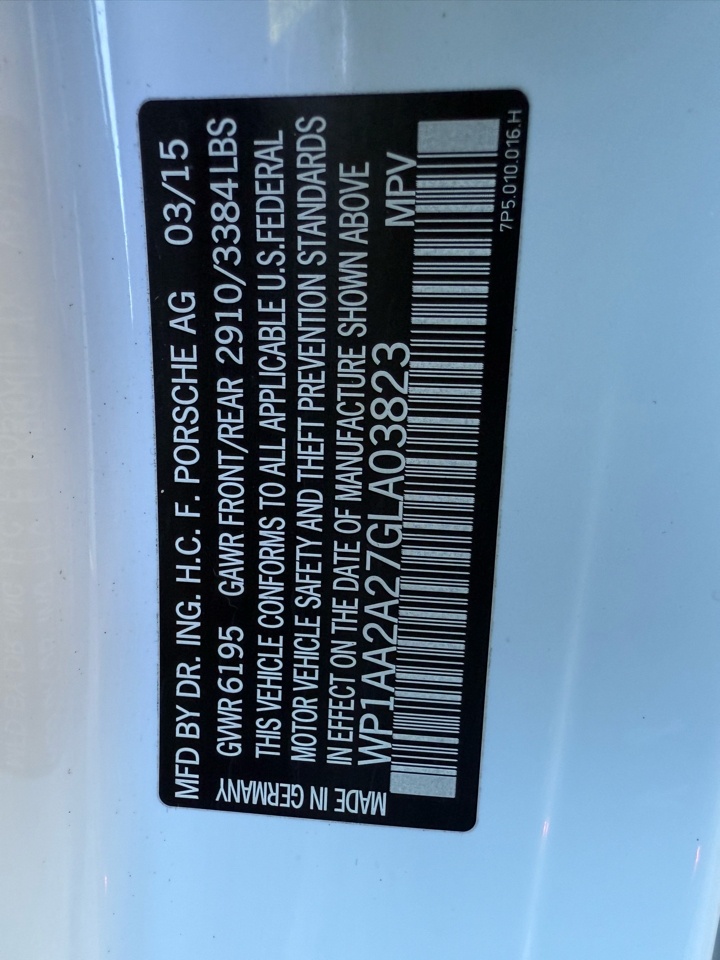 MFD BY DR. ING. H.C. F. PORSCHE AG 03/15
GVWR 6195 GAWR FRONT/REAR 2910/3384 LBS
THIS VEHICLE CONFORMS TO ALL APPLICABLE U.S.FEDERAL
MOTOR VEHICLE SAFETY AND THEFT PREVENTION STANDARDS
IN EFFECT ON THE DATE OF MANUFACTURE SHOWN ABOVE
WP1AA2A27GLA03823 MPV
MADE IN GERMANY
7P5.010.016.H